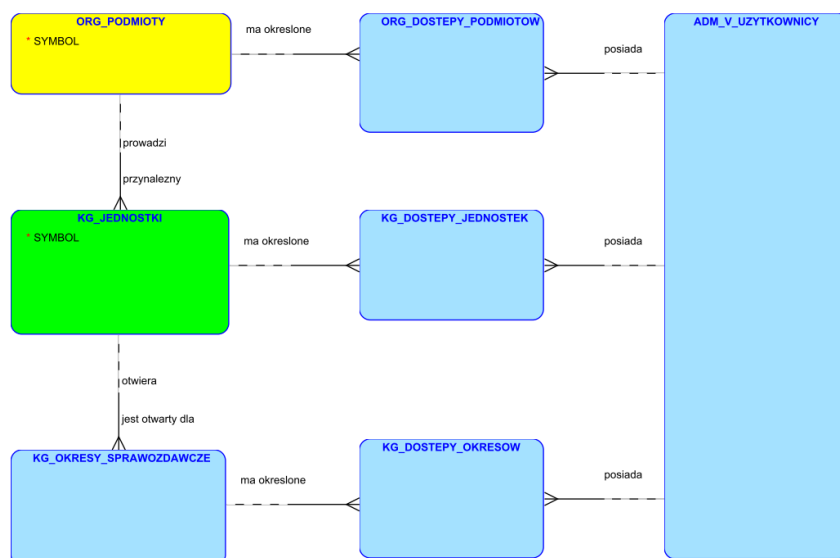 ORG_PODMIOTY
* SYMBOL
ma okreslone
ORG_DOSTEPY_PODMIOTOW
posiada
ADM_V_UZYTKOWNICY
prowadzi
przynalezny
KG_JEDNOSTKI
* SYMBOL
ma okreslone
KG_DOSTEPY_JEDNOSTEK
posiada
otwiera
jest otwarty dla
KG_OKRESY_SPRAWOZDAWCZE
ma okreslone
KG_DOSTEPY_OKRESOW
posiada